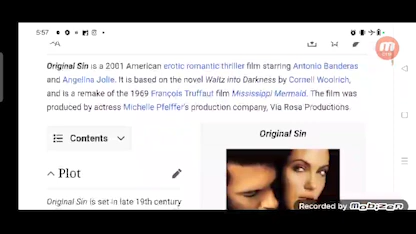 5:57
Original Sin is a 2001 American erotic romantic thriller film starring Antonio Banderas
and Angelina Jolie. It is based on the novel Waltz into Darkness by Cornell Woolrich,
and is a remake of the 1969 François Truffaut film Mississippi Mermaid. The film was
produced by actress Michelle Pfeiffer's production company, Via Rosa Productions.
Contents
Original Sin
Plot
Original Sin is set in late 19th century
Recorded by Mobizen